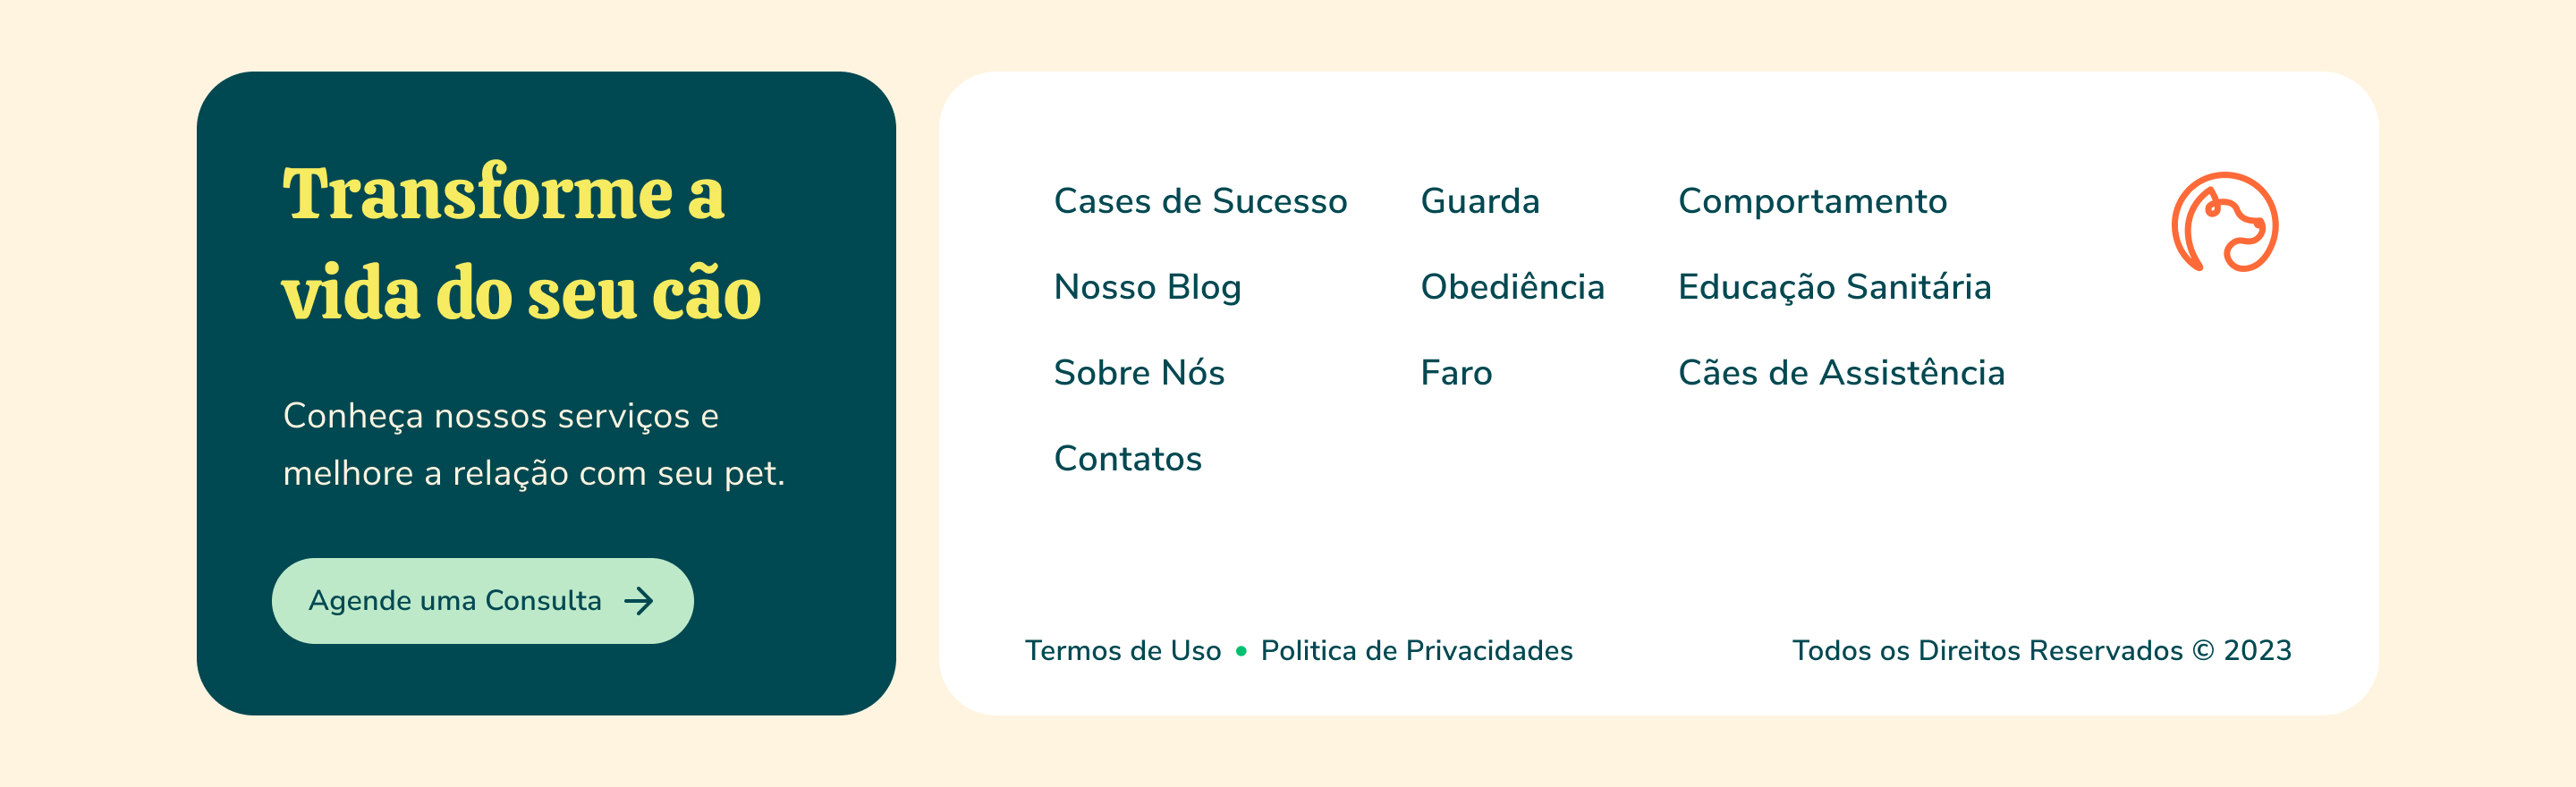 Transforme a
vida do seu cão
Conheça nossos serviços e
melhore a relação com seu pet.
Agende uma Consulta
Cases de Sucesso
Nosso Blog
Sobre Nós
Contatos
Guarda
Obediência
Faro
Comportamento
Educação Sanitária
Cães de Assistência
Termos de Uso • Politica de Privacidades
Todos os Direitos Reservados © 2023